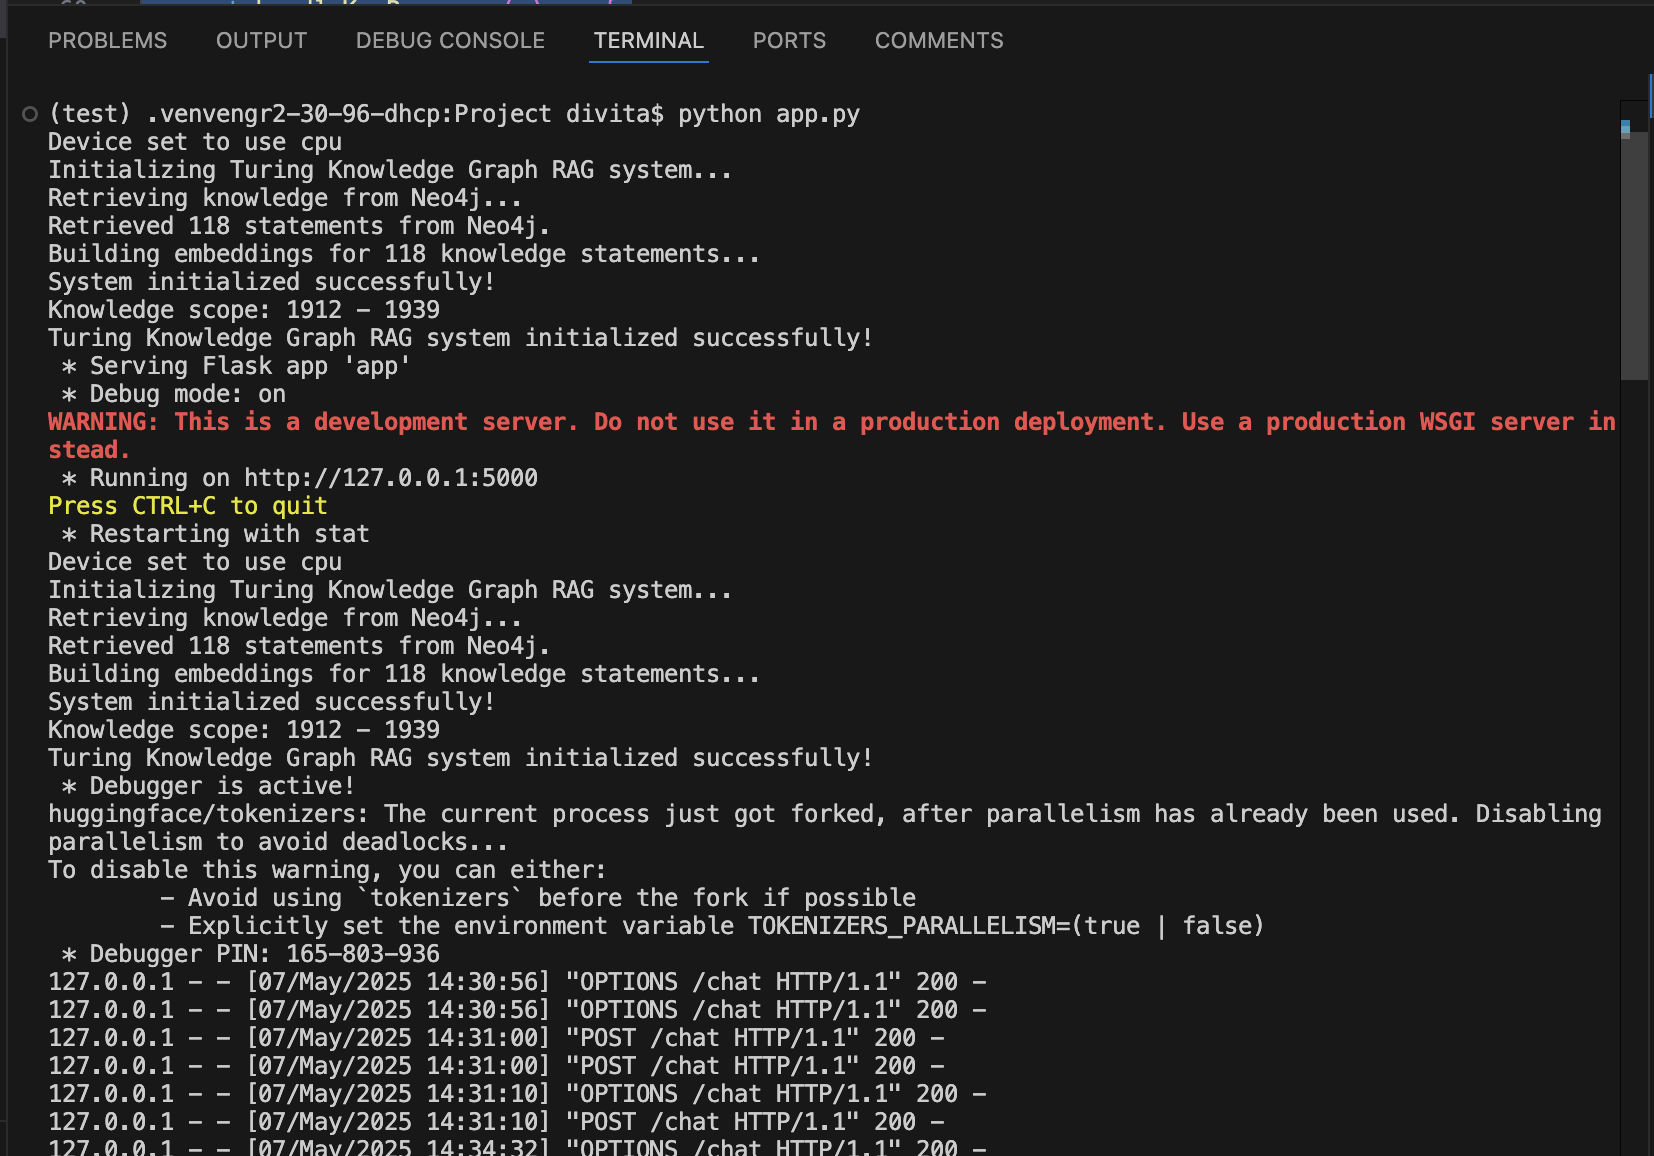 PROBLEMS OUTPUT DEBUG CONSOLE TERMINAL PORTS COMMENTS
(test) .venvengr2-30-96-dhcp:Project divita$ python app.py
Device set to use cpu
Initializing Turing Knowledge Graph RAG system...
Retrieving knowledge from Neo4j...
Retrieved 118 statements from Neo4j.
Building embeddings for 118 knowledge statements...
System initialized successfully!
Knowledge scope: 1912 – 1939
Turing Knowledge Graph RAG system initialized successfully!
 * Serving Flask app 'app'
 * Debug mode: on
WARNING: This is a development server. Do not use it in a production deployment. Use a production WSGI server in
stead.
 * Running on http://127.0.0.1:5000
Press CTRL+C to quit
 * Restarting with stat
Device set to use cpu
Initializing Turing Knowledge Graph RAG system...
Retrieving knowledge from Neo4j...
Retrieved 118 statements from Neo4j.
Building embeddings for 118 knowledge statements...
System initialized successfully!
Knowledge scope: 1912 – 1939
Turing Knowledge Graph RAG system initialized successfully!
 * Debugger is active!
huggingface/tokenizers: The current process just got forked, after parallelism has already been used. Disabling
parallelism to avoid deadlocks...
To disable this warning, you can either:
        - Avoid using `tokenizers` before the fork if possible
        - Explicitly set the environment variable TOKENIZERS_PARALLELISM=(true | false)
 * Debugger PIN: 165-803-936
127.0.0.1 - - [07/May/2025 14:30:56] "OPTIONS /chat HTTP/1.1" 200 -
127.0.0.1 - - [07/May/2025 14:30:56] "OPTIONS /chat HTTP/1.1" 200 -
127.0.0.1 - - [07/May/2025 14:31:00] "POST /chat HTTP/1.1" 200 -
127.0.0.1 - - [07/May/2025 14:31:00] "POST /chat HTTP/1.1" 200 -
127.0.0.1 - - [07/May/2025 14:31:10] "OPTIONS /chat HTTP/1.1" 200 -
127.0.0.1 - - [07/May/2025 14:31:10] "POST /chat HTTP/1.1" 200 -
127.0.0.1 - - [07/May/2025 14:34:32] "OPTIONS /chat HTTP/1.1" 200 -